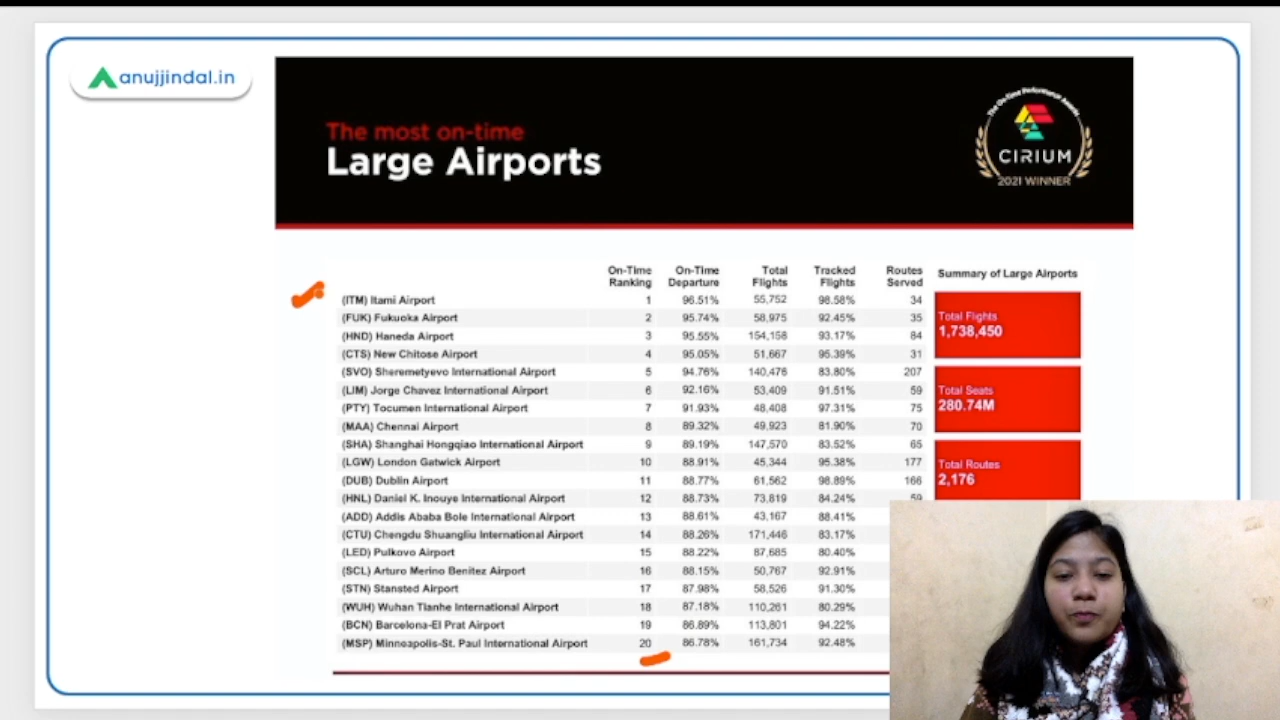 anujjindal.in
The most on-time
Large Airports
The On-Time Performance Awards
CIRIUM
2021 WINNER
On-Time Ranking On-Time Departure Total Flights Tracked Flights Routes Served
(ITM) Itami Airport 1 96.51% 55,752 98.58% 34
(FUK) Fukuoka Airport 2 95.74% 58,975 92.45% 35
(HND) Haneda Airport 3 95.55% 154,158 93.17% 84
(CTS) New Chitose Airport 4 95.05% 51,667 95.39% 31
(SVO) Sheremetyevo International Airport 5 94.76% 140,476 83.80% 207
(LIM) Jorge Chavez International Airport 6 92.16% 53,409 91.51% 59
(PTY) Tocumen International Airport 7 91.93% 48,408 97.31% 75
(MAA) Chennai Airport 8 89.32% 49,923 81.90% 70
(SHA) Shanghai Hongqiao International Airport 9 89.19% 147,570 83.52% 65
(LGW) London Gatwick Airport 10 88.91% 45,344 95.38% 177
(DUB) Dublin Airport 11 88.77% 61,562 98.89% 166
(HNL) Daniel K. Inouye International Airport 12 88.73% 73,819 84.24% 59
(ADD) Addis Ababa Bole International Airport 13 88.61% 43,167 88.41%
(CTU) Chengdu Shuangliu International Airport 14 88.26% 171,446 83.17%
(LED) Pulkovo Airport 15 88.22% 87,685 80.40%
(SCL) Arturo Merino Benitez Airport 16 88.15% 50,767 92.91%
(STN) Stansted Airport 17 87.98% 58,526 91.30%
(WUH) Wuhan Tianhe International Airport 18 87.18% 110,261 80.29%
(BCN) Barcelona-El Prat Airport 19 86.89% 113,801 94.22%
(MSP) Minneapolis-St. Paul International Airport 20 86.78% 161,734 92.48%
Summary of Large Airports
Total Flights
1,738,450
Total Seats
280.74M
Total Routes
2,176